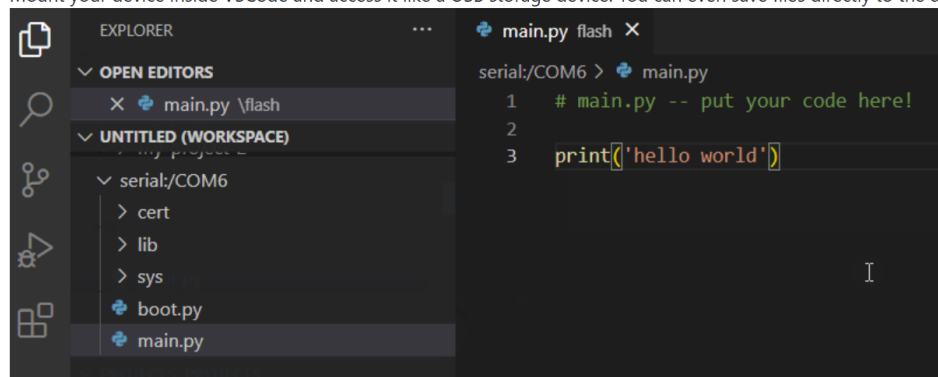 EXPLORER
...
main.py flash
OPEN EDITORS
main.py \flash
UNTITLED (WORKSPACE)
serial:/COM6
cert
lib
sys
boot.py
main.py
serial:/COM6 > main.py
1 # main.py -- put your code here!
2
3 print('hello world')